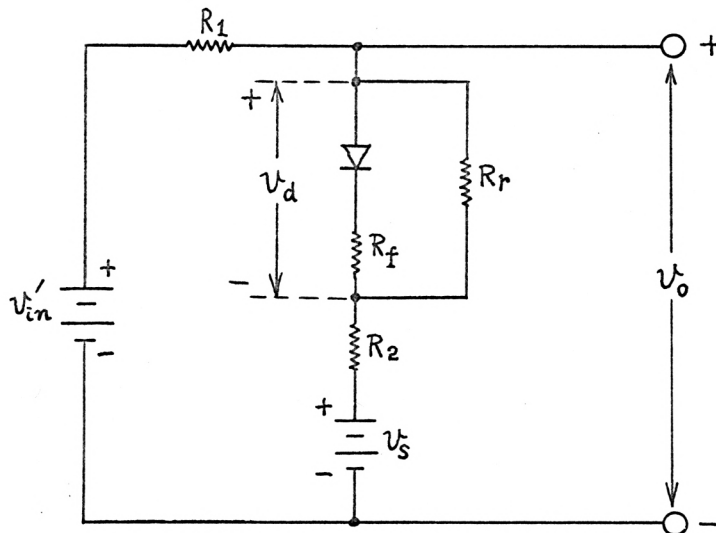 R1
+
+
Vd
Rr
Rf
-
+
V'in
-
Vo
R2
+
Vs
-
-